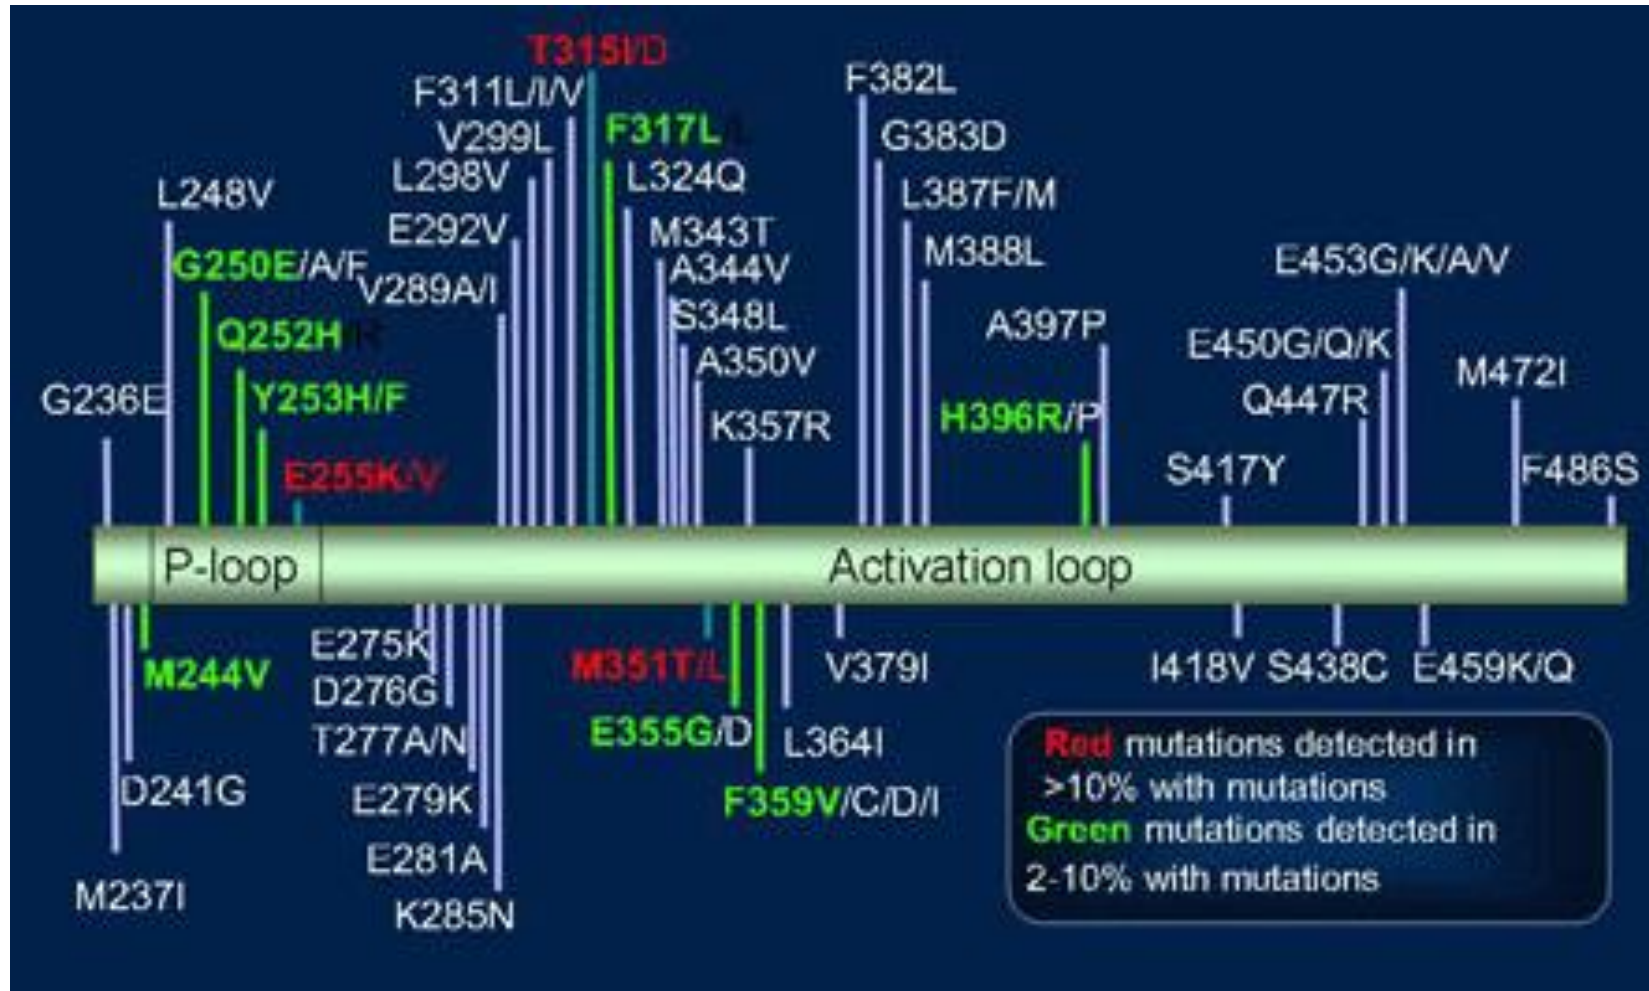 T315I/D
F311L/I/V
F382L
V299L
F317L/L
G383D
L298V
L324Q
L248V
L387F/M
E292V
M343T
M388L
G250E/A/F
A344V
E453G/K/A/V
V289A/I
S348L
Q252H/R
A397P
E450G/Q/K
A350V
M472I
G236E
Y253H/F
Q447R
K357R
H396R/P
E255K/V
S417Y
F486S
P-loop
Activation loop
E275K
M244V
M351T/L
V379I
I418V
S438C
E459K/Q
D276G
E355G/D
T277A/N
L364I
D241G
E279K
F359V/C/D/I
E281A
M237I
K285N
Red mutations detected in
>10% with mutations
Green mutations detected in
2-10% with mutations